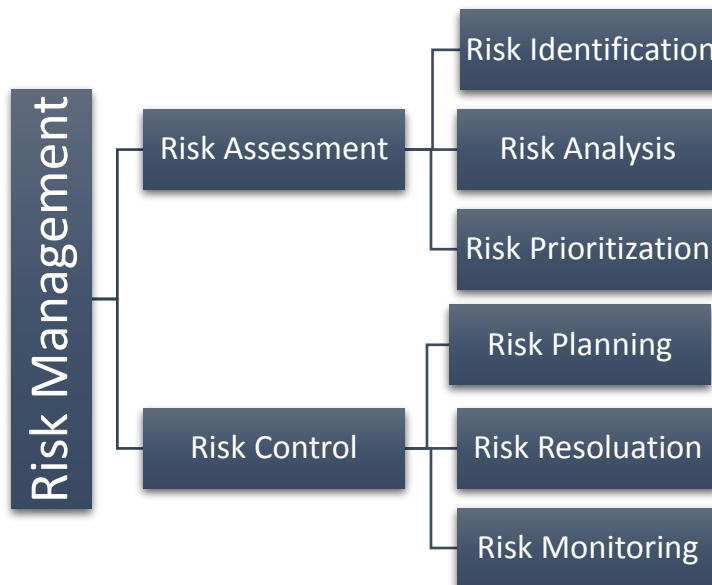 Risk Management
Risk Assessment
Risk Identification
Risk Analysis
Risk Prioritization
Risk Control
Risk Planning
Risk Resoluation
Risk Monitoring